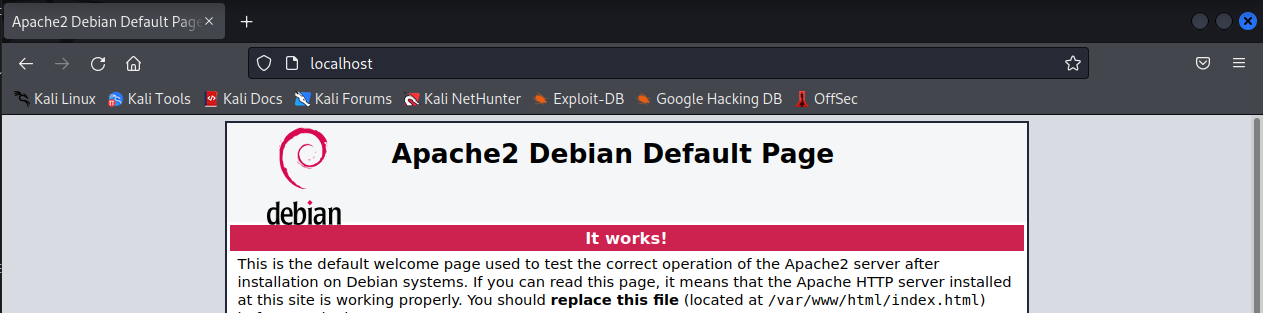 Apache2 Debian Default Page
localhost
Kali Linux Kali Tools Kali Docs Kali Forums Kali NetHunter Exploit-DB Google Hacking DB OffSec
debian
Apache2 Debian Default Page
It works!
This is the default welcome page used to test the correct operation of the Apache2 server after
installation on Debian systems. If you can read this page, it means that the Apache HTTP server installed
at this site is working properly. You should replace this file (located at /var/www/html/index.html)